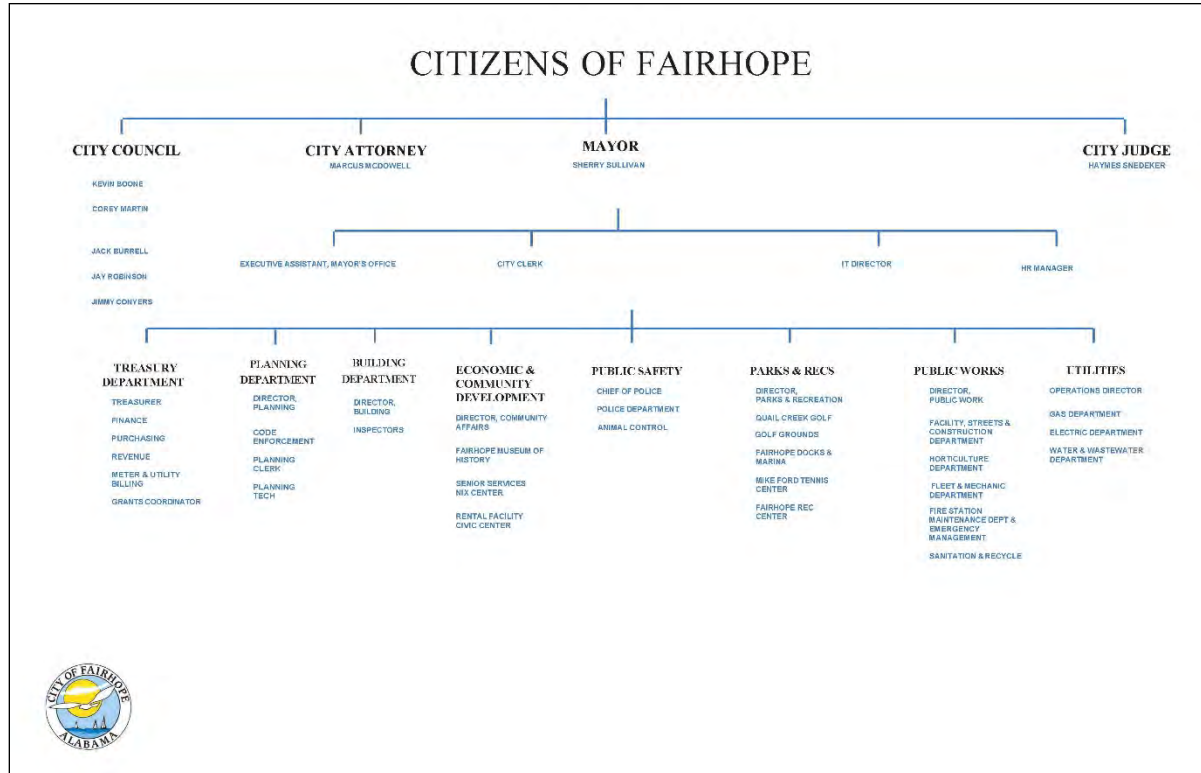 CITIZENS OF FAIRHOPE
CITY COUNCIL
KEVIN BOONE
COREY MARTIN
JACK BURRELL
JAY ROBINSON
JIMMY CONYERS
CITY ATTORNEY
MARCUS MCDOWELL
MAYOR
SHERRY SULLIVAN
CITY JUDGE
HAYMES SNEDEKER
EXECUTIVE ASSISTANT, MAYOR'S OFFICE
CITY CLERK
IT DIRECTOR
HR MANAGER
TREASURY
DEPARTMENT
TREASURER
FINANCE
PURCHASING
REVENUE
METER & UTILITY
BILLING
GRANTS COORDINATOR
PLANNING
DEPARTMENT
DIRECTOR,
PLANNING
CODE
ENFORCEMENT
PLANNING
CLERK
PLANNING
TECH
BUILDING
DEPARTMENT
DIRECTOR,
BUILDING
INSPECTORS
ECONOMIC &
COMMUNITY
DEVELOPMENT
DIRECTOR, COMMUNITY
AFFAIRS
FAIRHOPE MUSEUM OF
HISTORY
SENIOR SERVICES
NIX CENTER
RENTAL FACILITY
CIVIC CENTER
PUBLIC SAFETY
CHIEF OF POLICE
POLICE DEPARTMENT
ANIMAL CONTROL
PARKS & RECS
DIRECTOR,
PARKS & RECREATION
QUAIL CREEK GOLF
GOLF GROUNDS
FAIRHOPE DOCKS &
MARINA
MIKE FORD TENNIS
CENTER
FAIRHOPE REC
CENTER
PUBLIC WORKS
DIRECTOR,
PUBLIC WORK
FACILITY, STREETS &
CONSTRUCTION
DEPARTMENT
HORTICULTURE
DEPARTMENT
FLEET & MECHANIC
DEPARTMENT
FIRE STATION
MAINTENANCE DEPT &
EMERGENCY
MANAGEMENT
SANITATION & RECYCLE
UTILITIES
OPERATIONS DIRECTOR
GAS DEPARTMENT
ELECTRIC DEPARTMENT
WATER & WASTEWATER
DEPARTMENT
CITY OF FAIRHOPE
ALABAMA